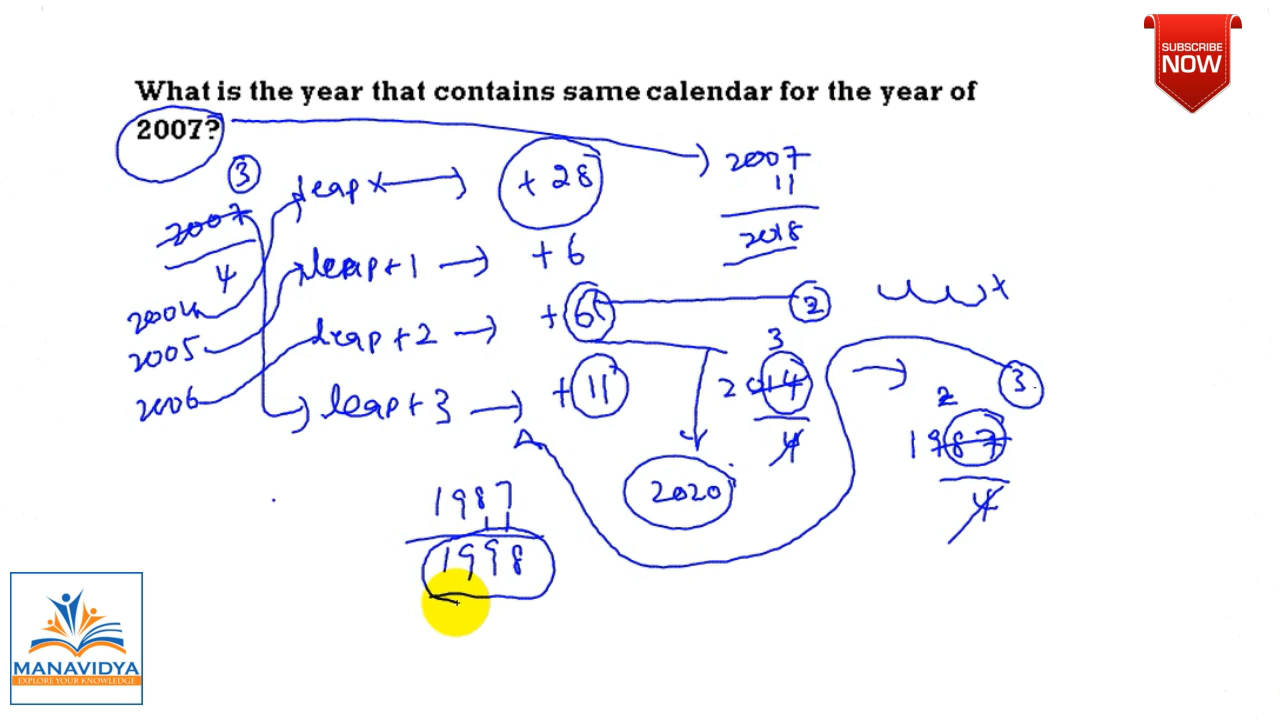 What is the year that contains same calendar for the year of
2007?
SUBSCRIBE
NOW
3
2007
4
2004
2005
2006
leap x → + 28
leap+1 → + 6
leap+2 → + 6
leap+3 → + 11
2007
11
2018
2
3
2014
4
2020
3
2
1987
4
1987
11
1998
MANAVIDYA
EXPLORE YOUR KNOWLEDGE